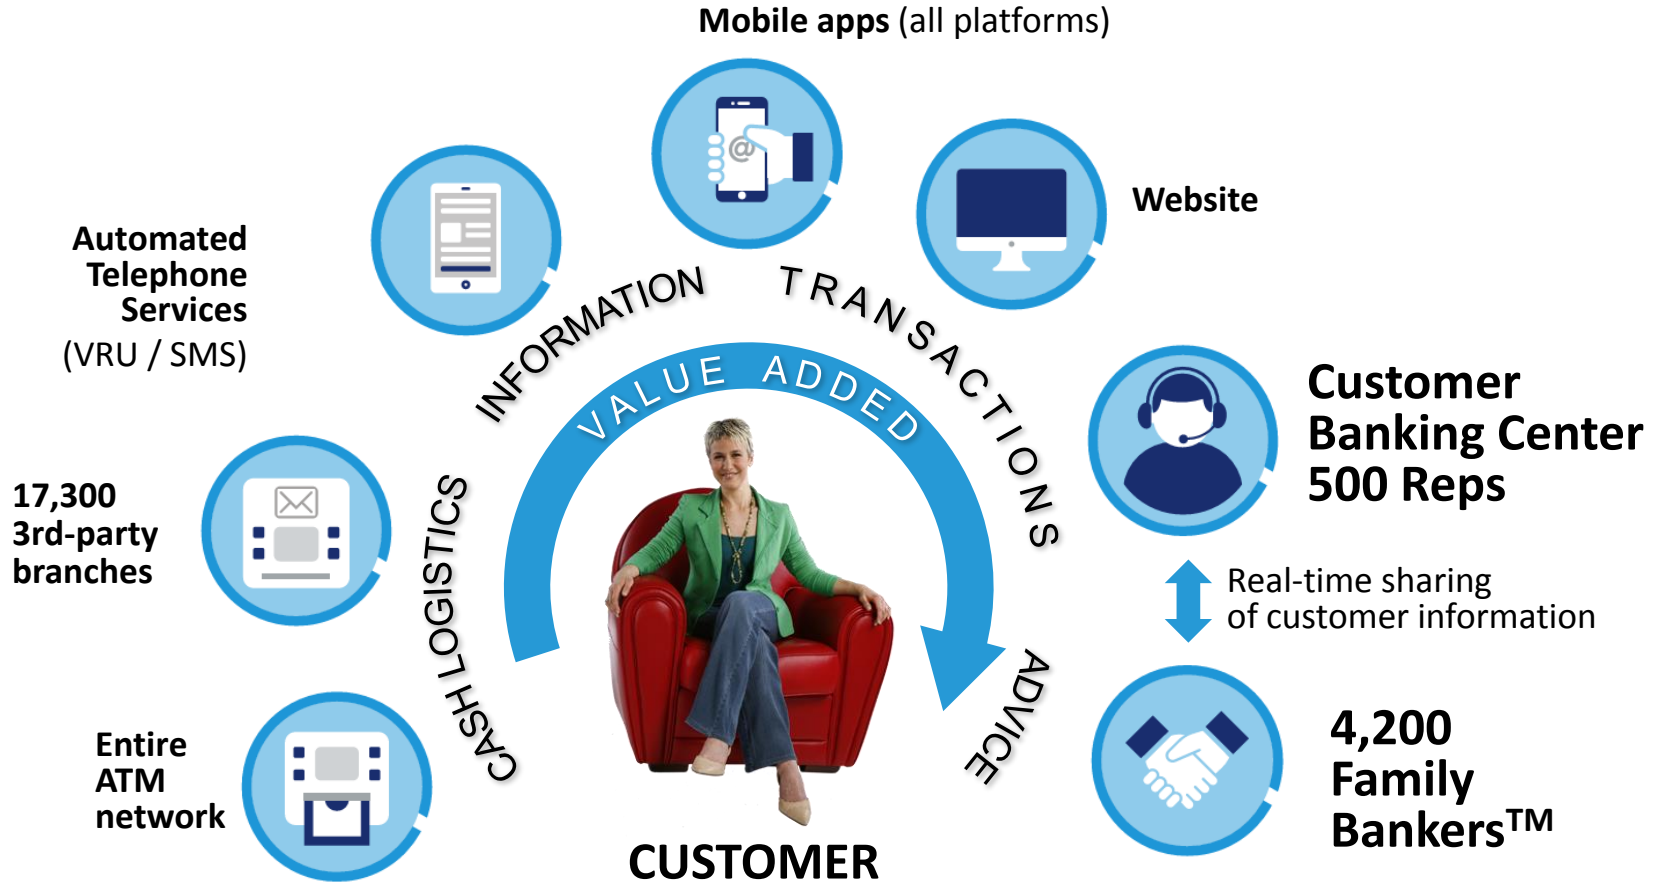 Mobile apps (all platforms)
Website
Automated
Telephone
Services
(VRU / SMS)
INFORMATION
TRANSACTIONS
VALUE ADDED
Customer
Banking Center
500 Reps
17,300
3rd-party
branches
@
CASH LOGISTICS
Real-time sharing
of customer information
ADVICE
Entire
ATM
network
4,200
Family
Bankers™
CUSTOMER